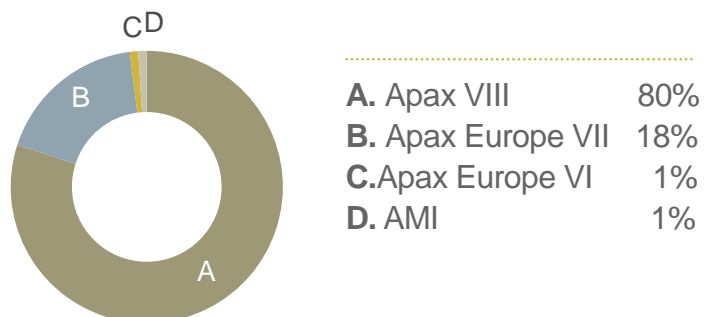 CD
B
A
A. Apax VIII 80%
B. Apax Europe VII 18%
C.Apax Europe VI 1%
D. AMI 1%